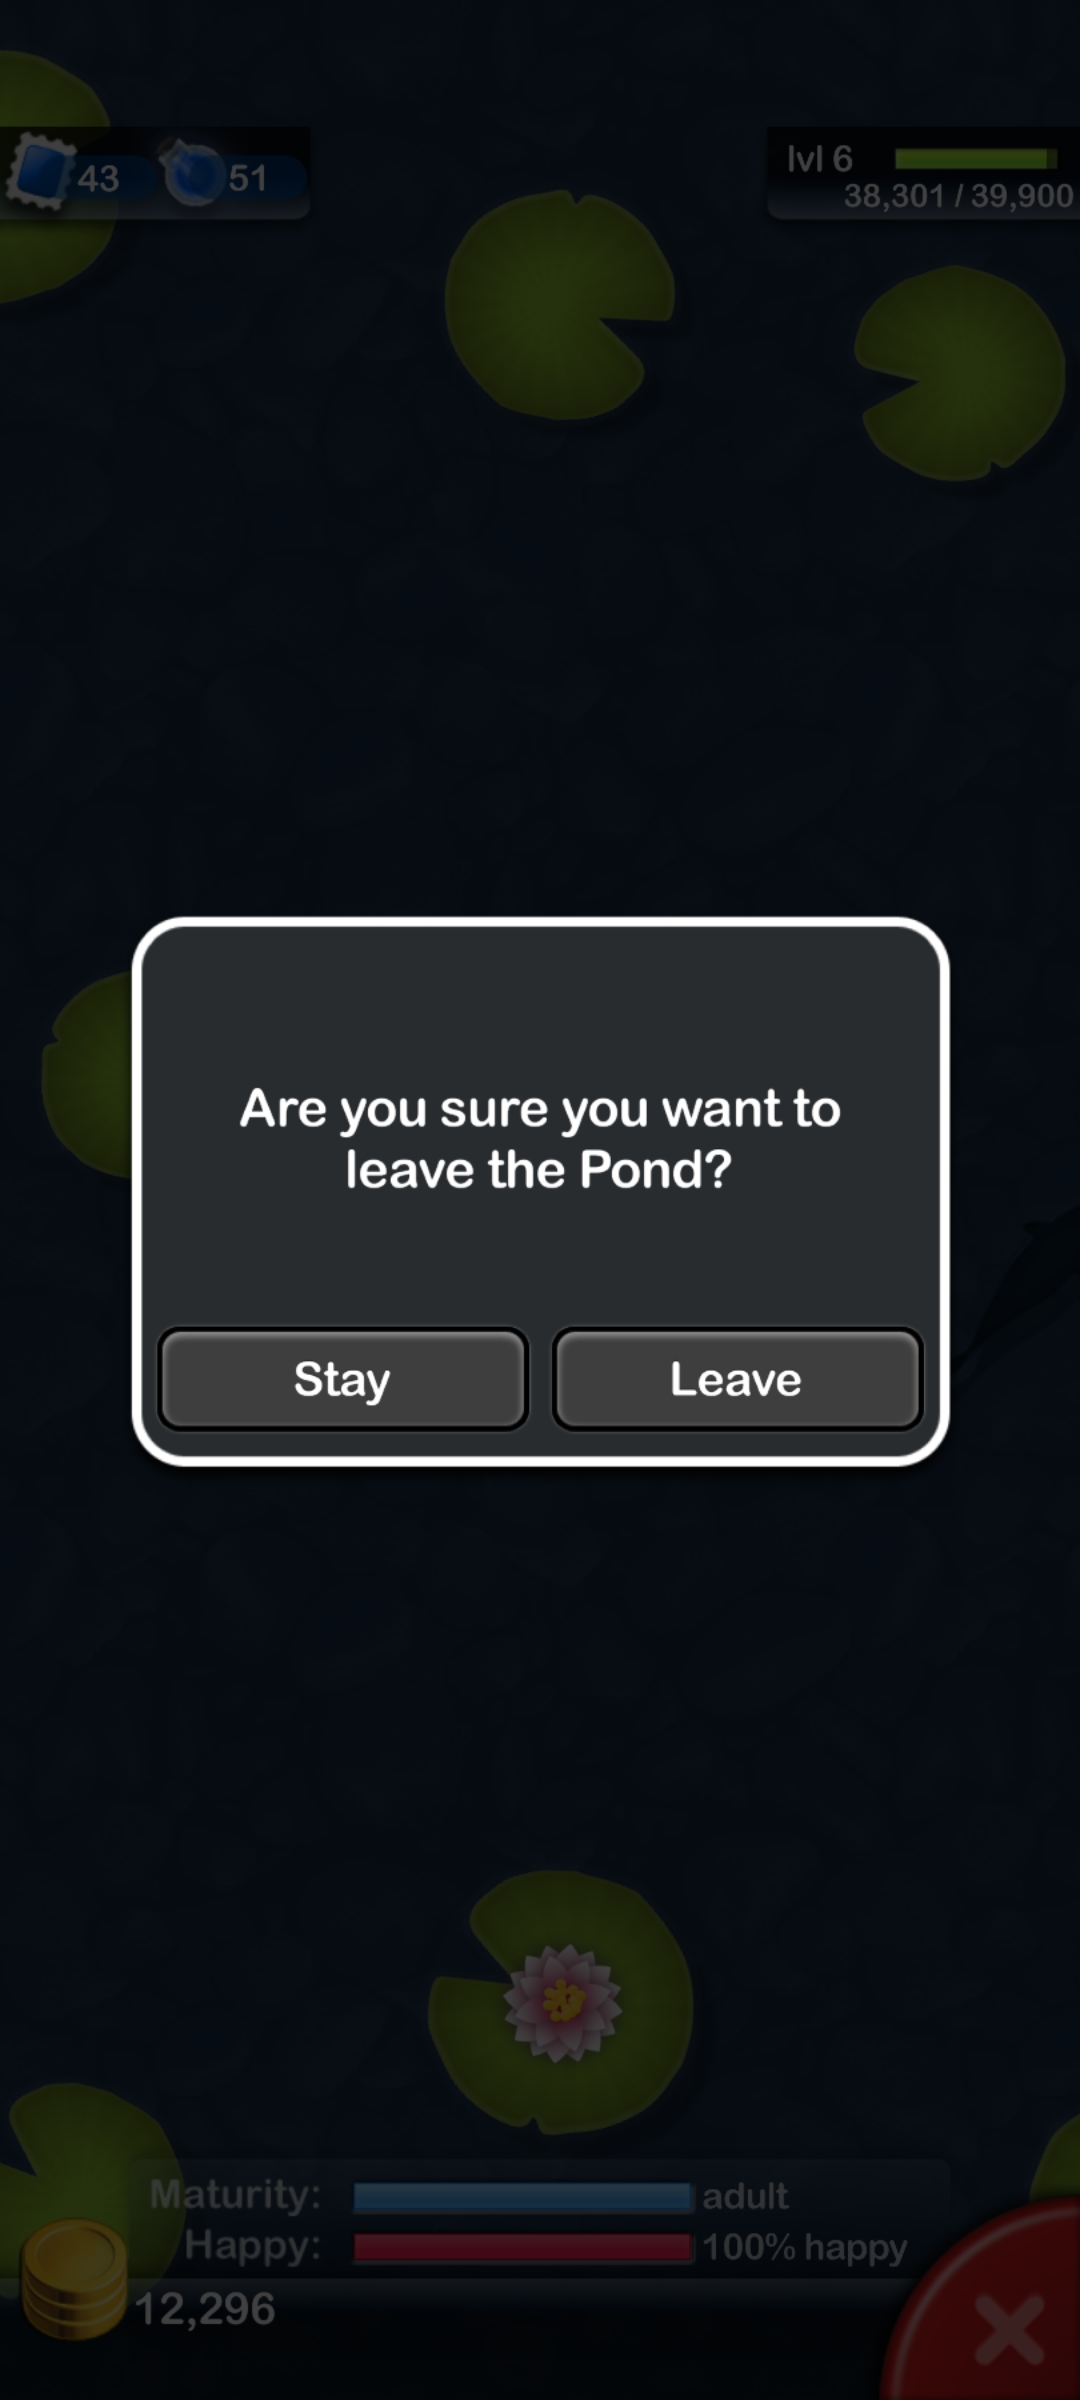 43
51
lvl 6
38,301 / 39,900
Are you sure you want to
leave the Pond?
Stay
Leave
Maturity:
adult
Happy:
100% happy
12,296